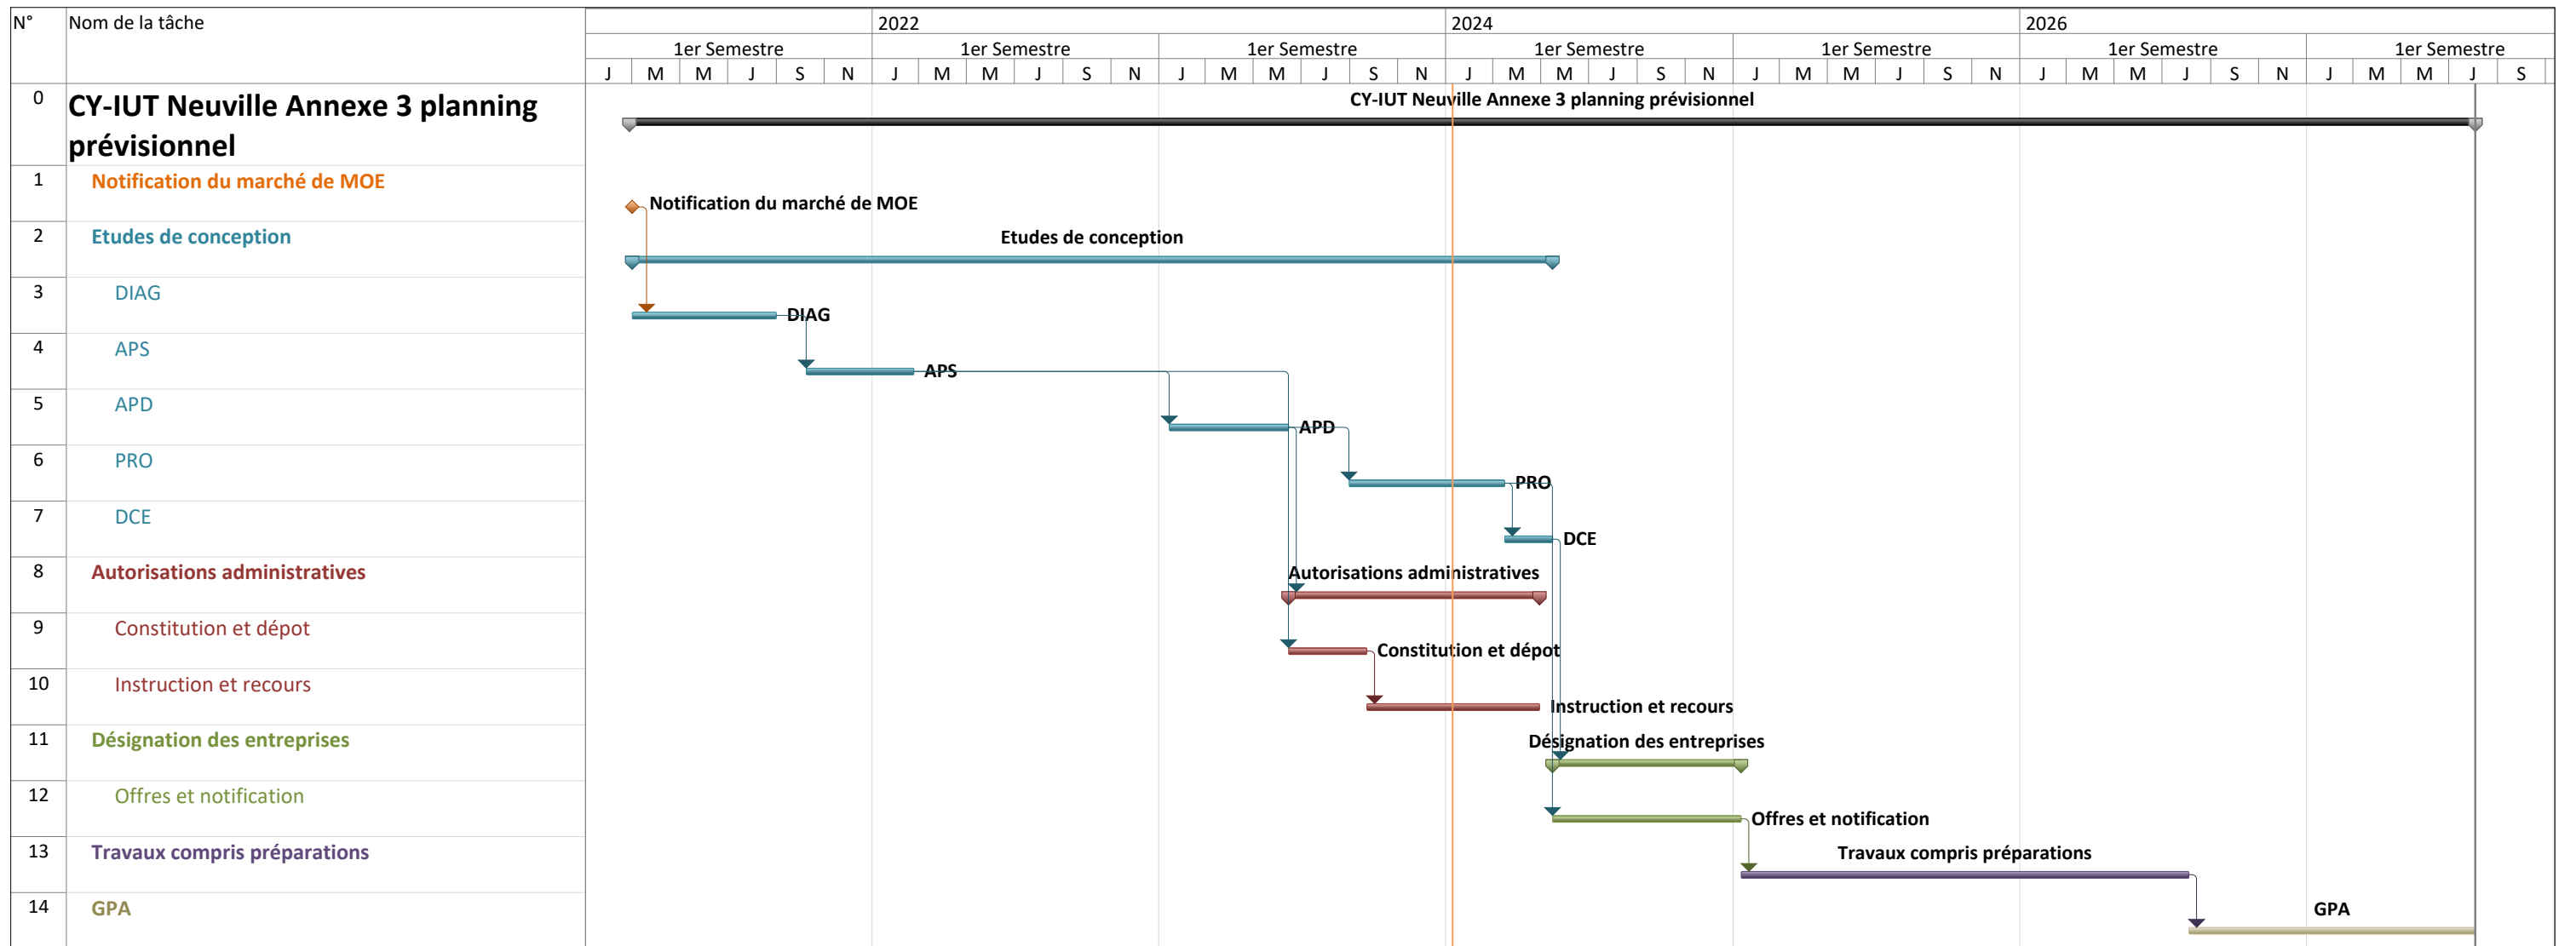 N° Nom de la tâche 2022 2024 2026
1er Semestre 1er Semestre 1er Semestre 1er Semestre 1er Semestre 1er Semestre 1er Semestre
J M M J S N J M M J S N J M M J S N J M M J S N J M M J S N J M M J S N J M M J S
0 CY-IUT Neuville Annexe 3 planning
prévisionnel
CY-IUT Neuville Annexe 3 planning prévisionnel
1 Notification du marché de MOE
Notification du marché de MOE
2 Etudes de conception
Etudes de conception
3 DIAG
DIAG
4 APS
APS
5 APD
APD
6 PRO
PRO
7 DCE
DCE
8 Autorisations administratives
Autorisations administratives
9 Constitution et dépot
Constitution et dépot
10 Instruction et recours
Instruction et recours
11 Désignation des entreprises
Désignation des entreprises
12 Offres et notification
Offres et notification
13 Travaux compris préparations
Travaux compris préparations
14 GPA
GPA